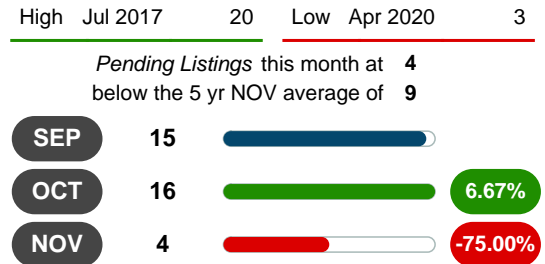 High Jul 2017 20 Low Apr 2020 3
Pending Listings this month at 4
below the 5 yr NOV average of 9
SEP 15
OCT 16 6.67%
NOV 4 -75.00%